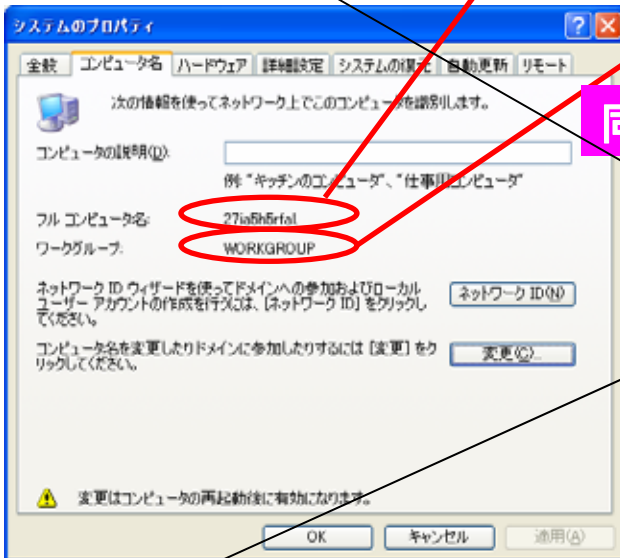 システムのプロパティ
全般 コンピュータ名 ハードウェア 詳細設定 システムの復元 自動更新 リモート
次の情報を使ってネットワーク上でこのコンピュータを識別します。
コンピュータの説明(D):
例: "キッチンのコンピュータ"、"仕事用コンピュータ"
フル コンピュータ名: 27ia5h5rfal.
ワークグループ: WORKGROUP
ネットワーク ID ウィザードを使ってドメインへの参加およびローカル
ユーザー アカウントの作成を行うには、[ネットワーク ID] をクリックし
てください。
ネットワーク ID(N)
コンピュータ名を変更したりドメインに参加したりするには [変更] をク
リックしてください。
変更(C)...
変更はコンピュータの再起動後に有効になります。
OK キャンセル 適用(A)